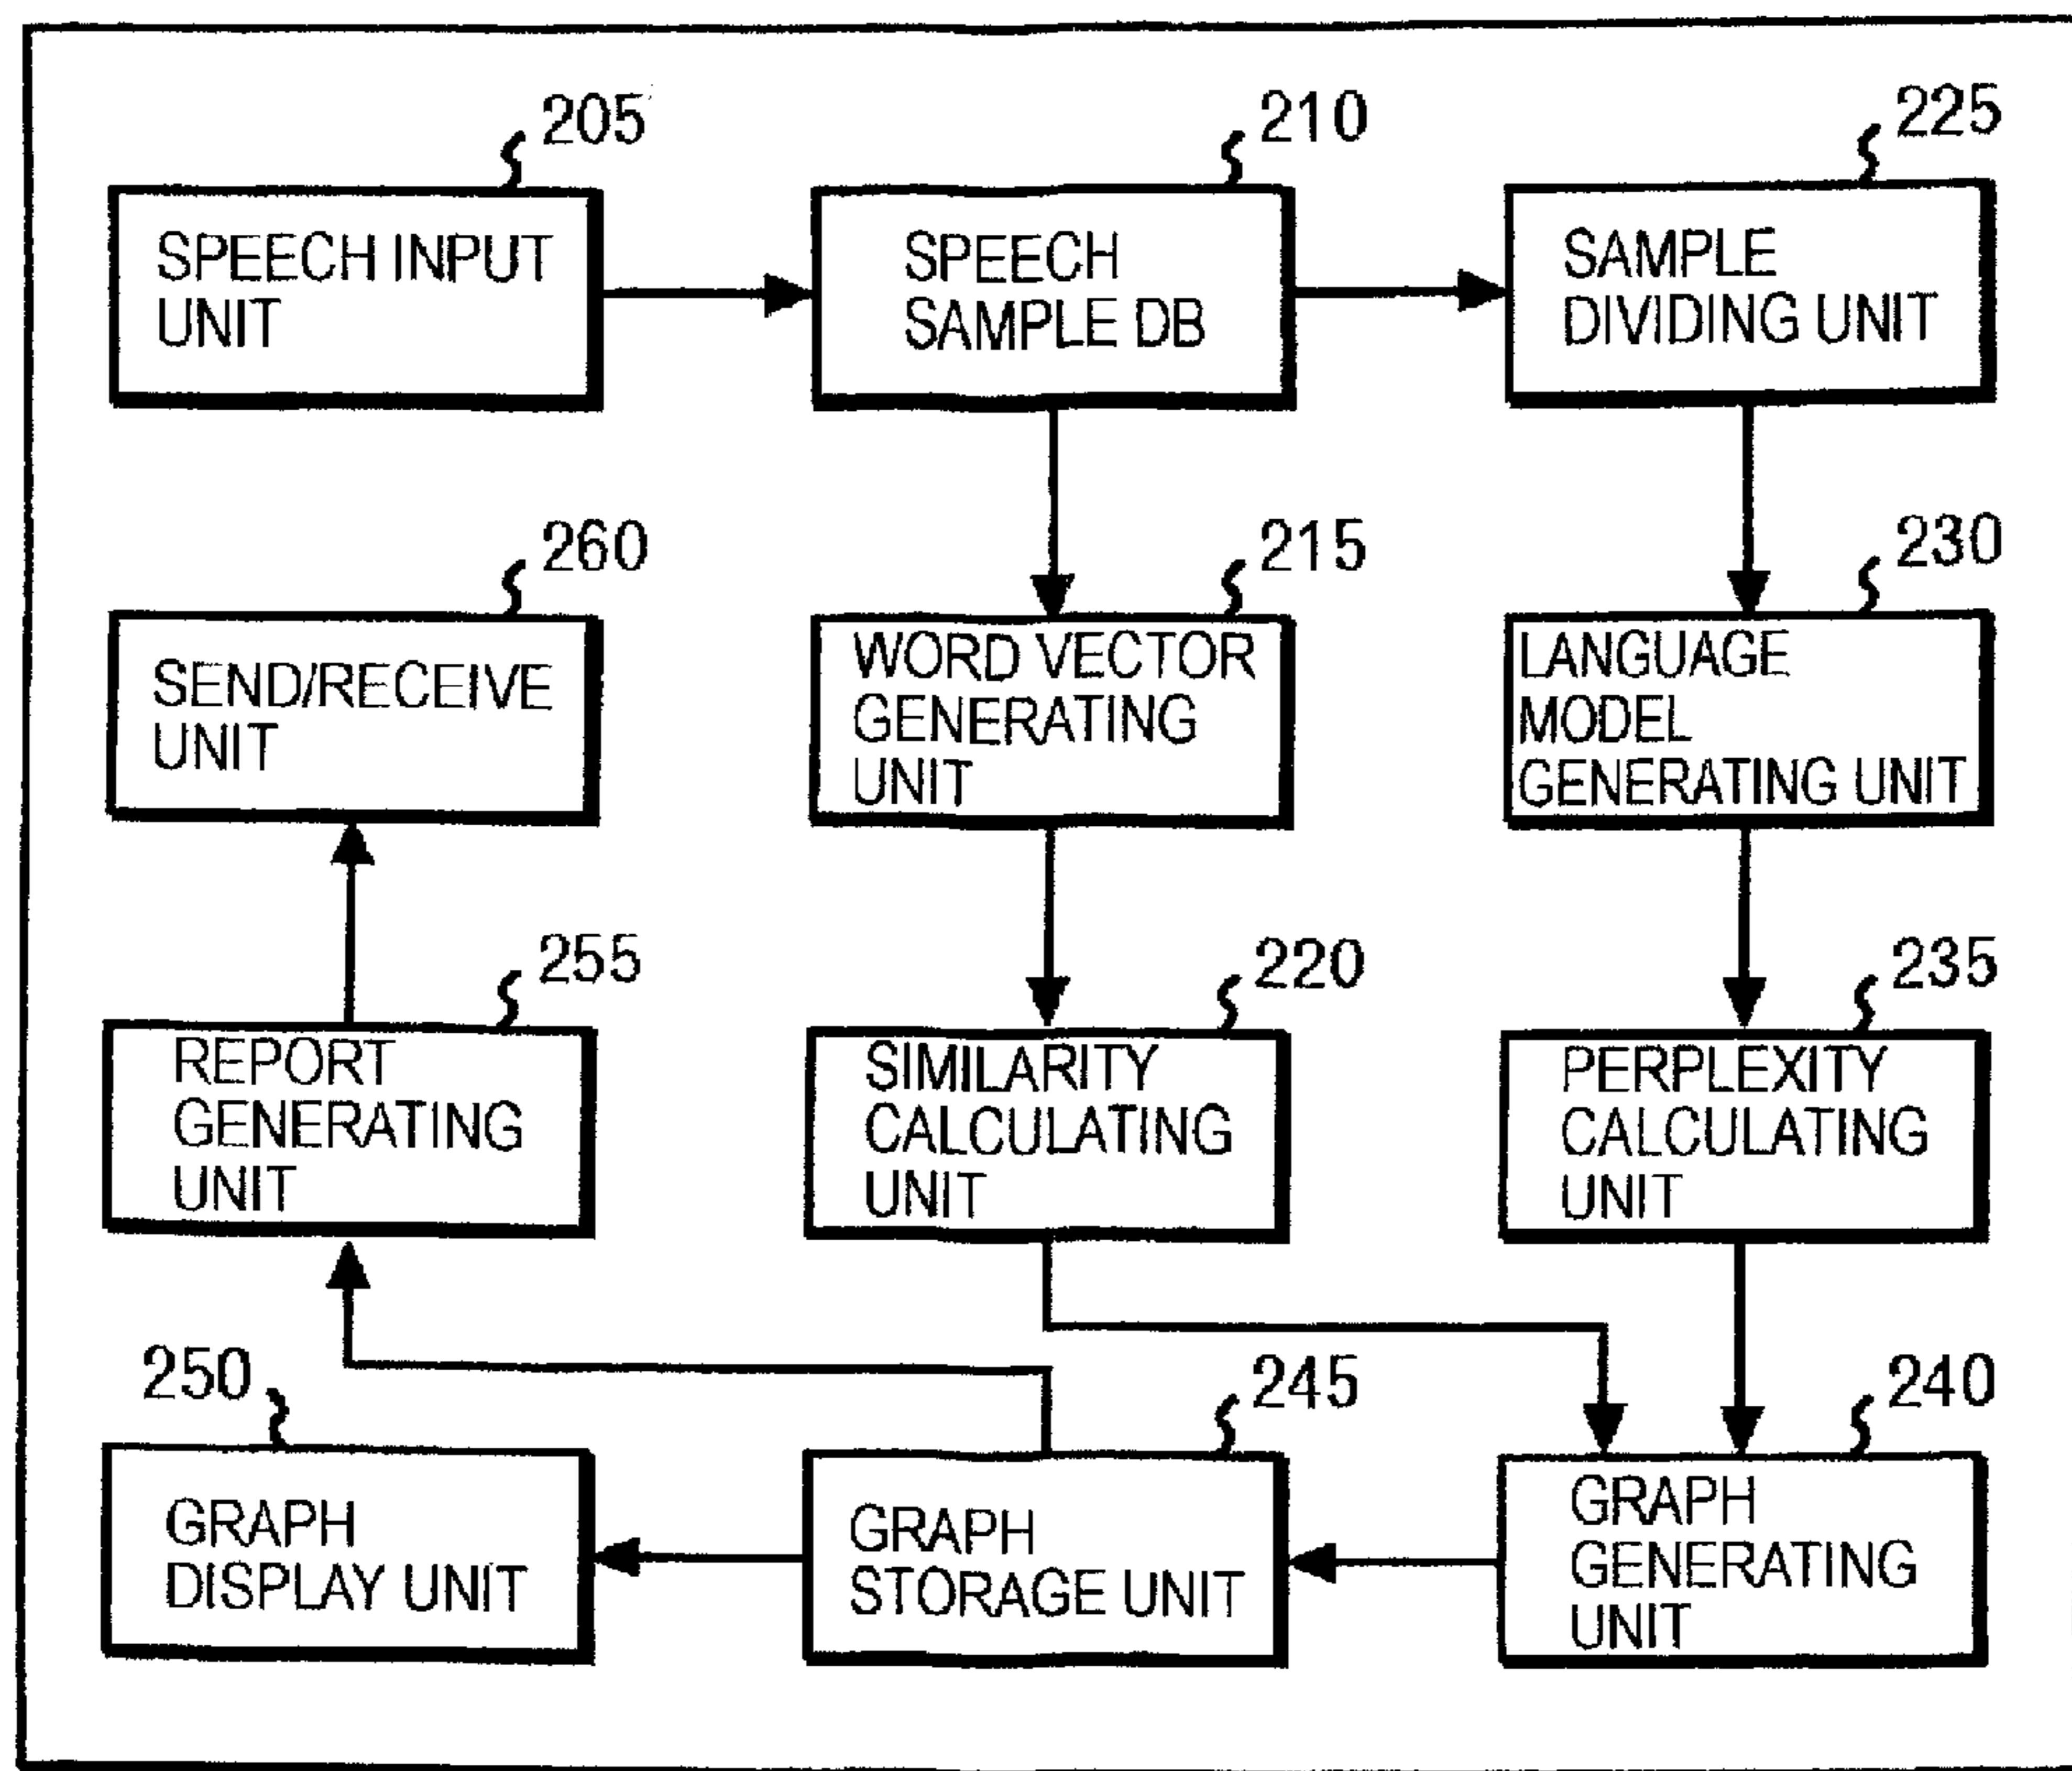 205
SPEECH INPUT
UNIT
210
SPEECH
SAMPLE DB
225
SAMPLE
DIVIDING UNIT
260
SEND/RECEIVE
UNIT
215
WORD VECTOR
GENERATING
UNIT
230
LANGUAGE
MODEL
GENERATING UNIT
255
REPORT
GENERATING
UNIT
220
SIMILARITY
CALCULATING
UNIT
235
PERPLEXITY
CALCULATING
UNIT
250
GRAPH
DISPLAY UNIT
245
GRAPH
STORAGE UNIT
240
GRAPH
GENERATING
UNIT